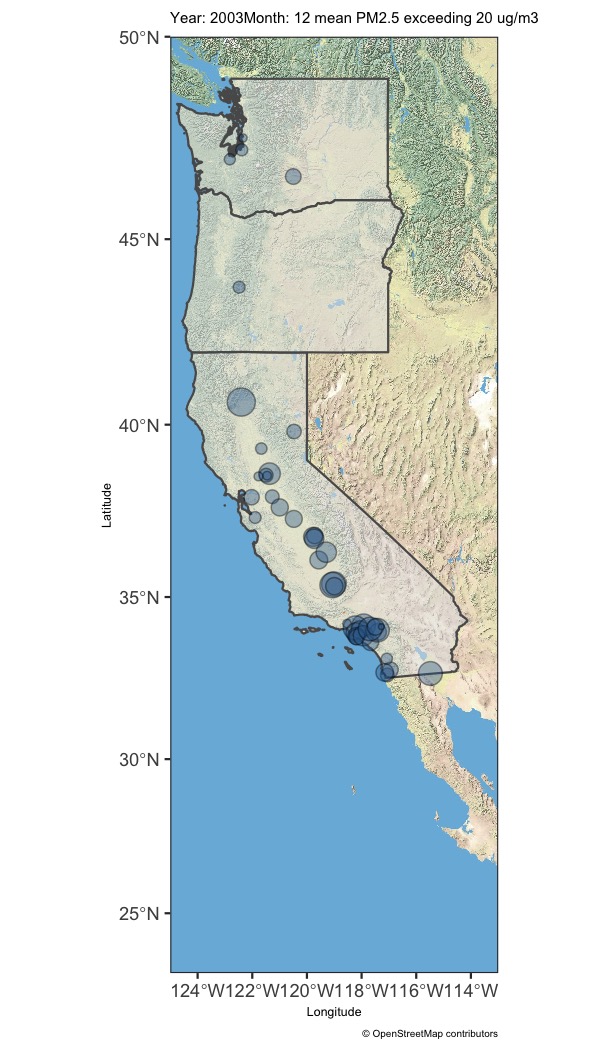 Year: 2003Month: 12 mean PM2.5 exceeding 20 ug/m3
50°N
45°N
40°N
35°N
30°N
25°N
Latitude
124°W122°W120°W118°W116°W114°W
Longitude
© OpenStreetMap contributors